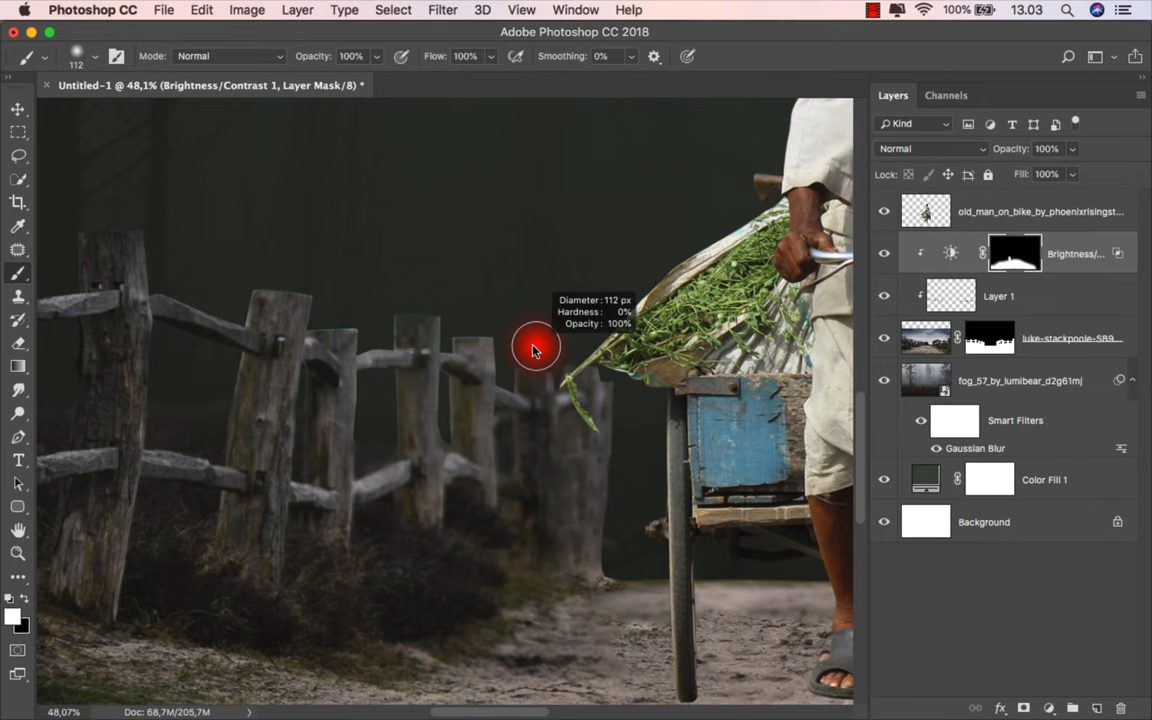 Photoshop CC File Edit Image Layer Type Select Filter 3D View Window Help 100% 13.03
Adobe Photoshop CC 2018
112 Mode: Normal Opacity: 100% Flow: 100% Smoothing: 0%
Untitled-1 @ 48,1% (Brightness/Contrast 1, Layer Mask/8) *
Layers Channels
Kind
Normal Opacity: 100%
Lock: Fill: 100%
old_man_on_bike_by_phoenixrisingst...
Brightness/...
Layer 1
luke-stackpoole-SB9...
fog_57_by_lumibear_d2g61mj
Smart Filters
Gaussian Blur
Color Fill 1
Background
Diameter: 112 px
Hardness: 0%
Opacity: 100%
48,07% Doc: 68,7M/205,7M